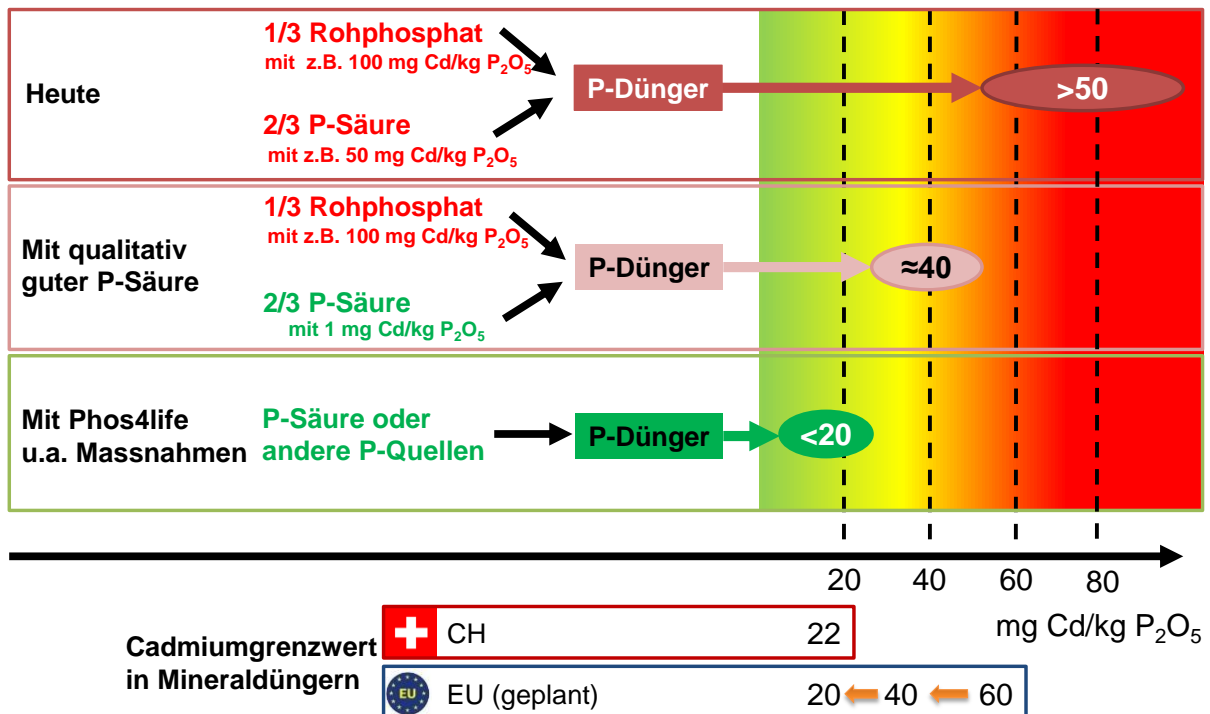 Heute
1/3 Rohphosphat
mit z.B. 100 mg Cd/kg P₂O₅
2/3 P-Säure
mit z.B. 50 mg Cd/kg P₂O₅
P-Dünger
>50
Mit qualitativ
guter P-Säure
1/3 Rohphosphat
mit z.B. 100 mg Cd/kg P₂O₅
2/3 P-Säure
mit 1 mg Cd/kg P₂O₅
P-Dünger
≈40
Mit Phos4life
u.a. Massnahmen
P-Säure oder
andere P-Quellen
P-Dünger
<20
20 40 60 80
mg Cd/kg P₂O₅
Cadmiumgrenzwert
in Mineraldüngern
CH 22
EU EU (geplant) 20 40 60